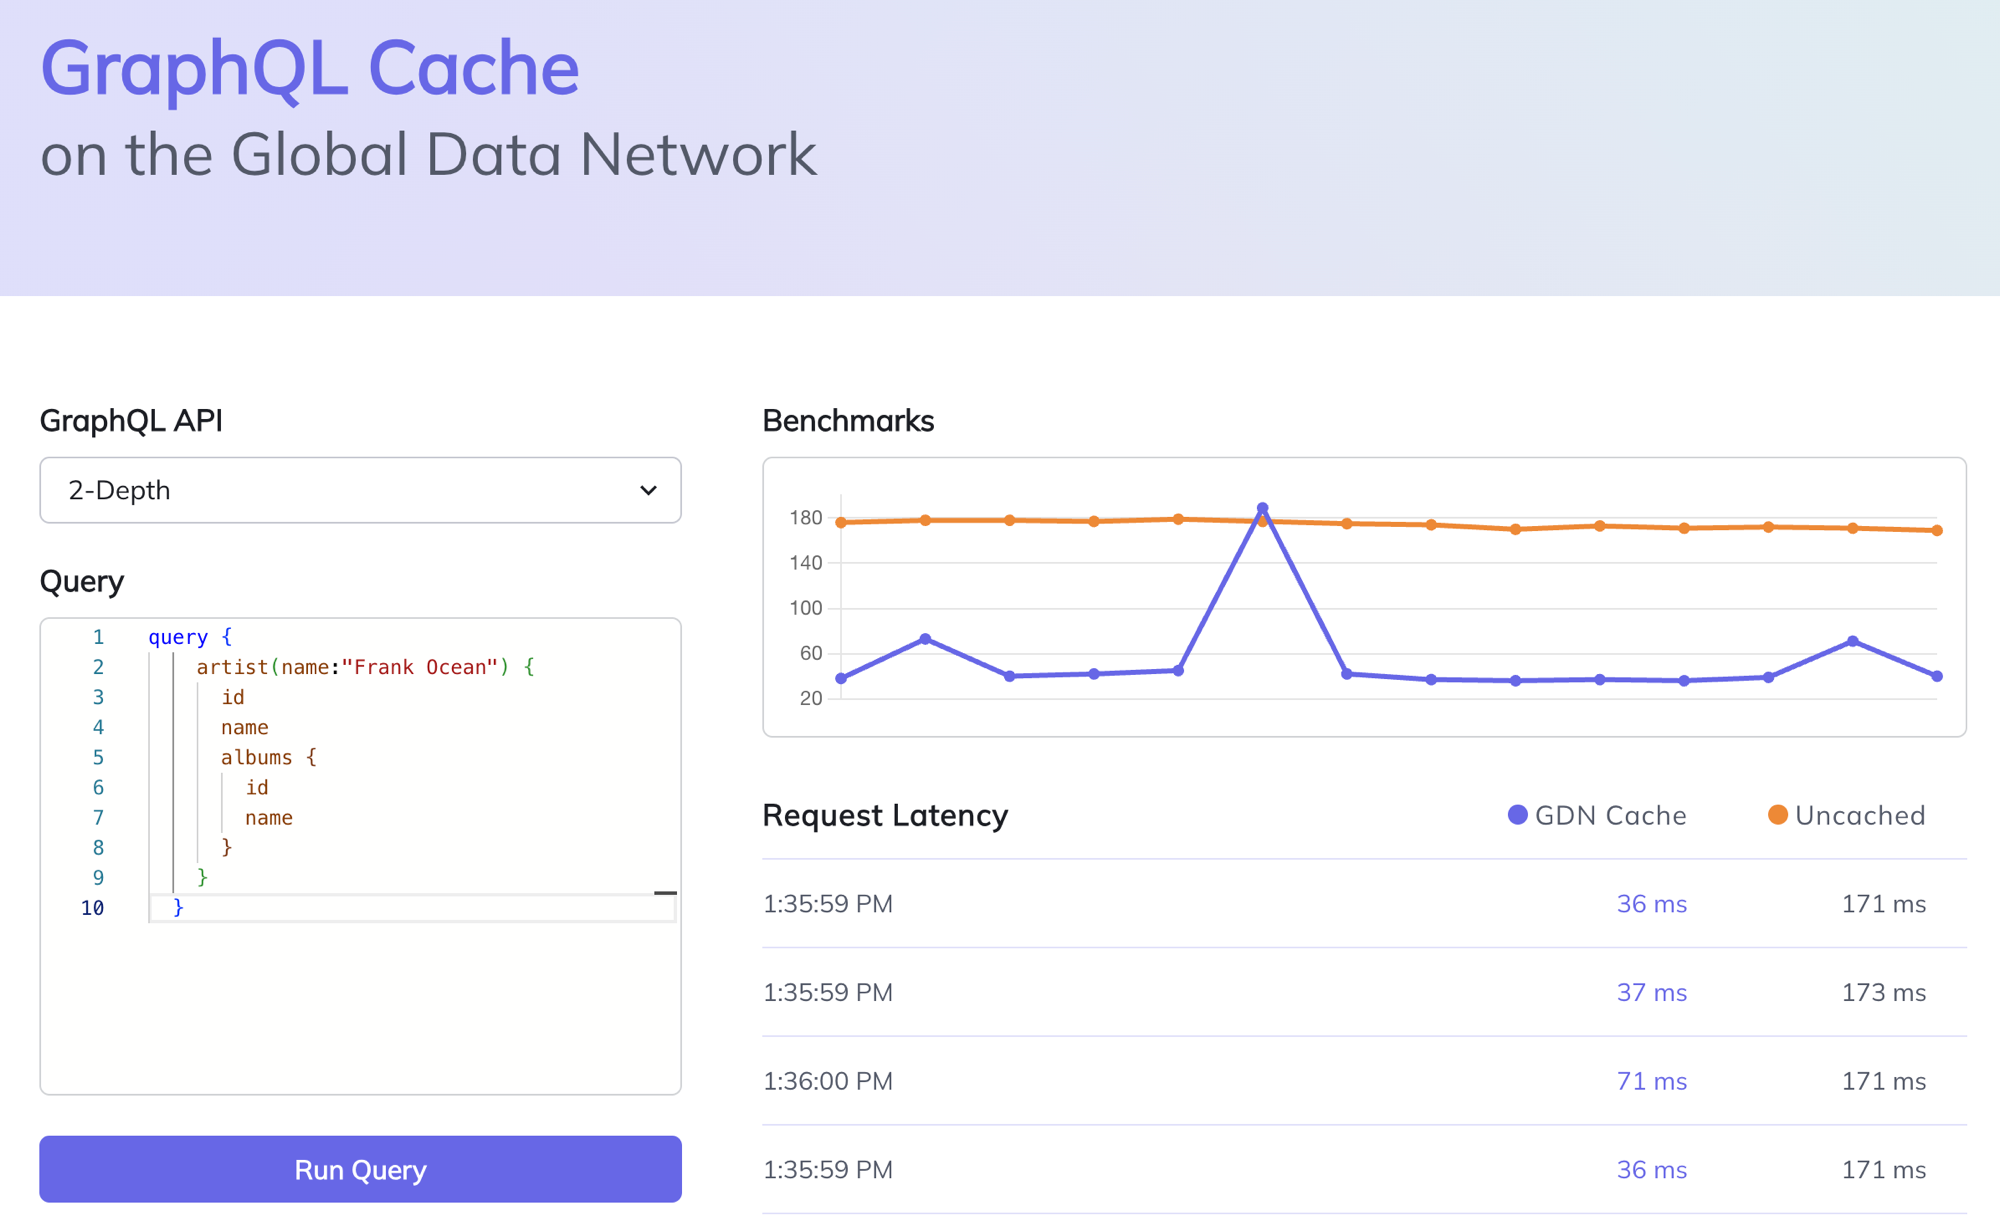 GraphQL Cache
on the Global Data Network
GraphQL API
2-Depth
Query
1 query {
2 artist(name:"Frank Ocean") {
3 id
4 name
5 albums {
6 id
7 name
8 }
9 }
10 }
Run Query
Benchmarks
180
140
100
60
20
Request Latency GDN Cache Uncached
1:35:59 PM 36 ms 171 ms
1:35:59 PM 37 ms 173 ms
1:36:00 PM 71 ms 171 ms
1:35:59 PM 36 ms 171 ms